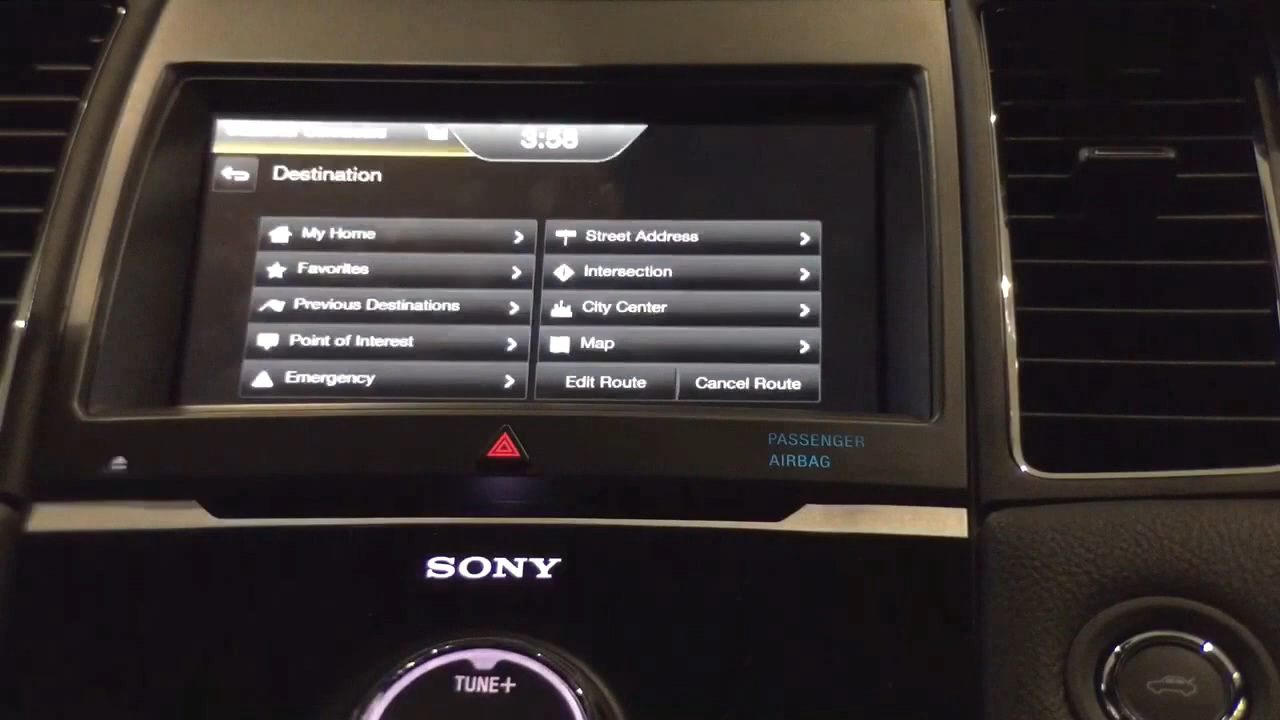 3:58
Destination
My Home
Favorites
Previous Destinations
Point of Interest
Emergency
Street Address
Intersection
City Center
Map
Edit Route
Cancel Route
PASSENGER
AIRBAG
SONY
TUNE+